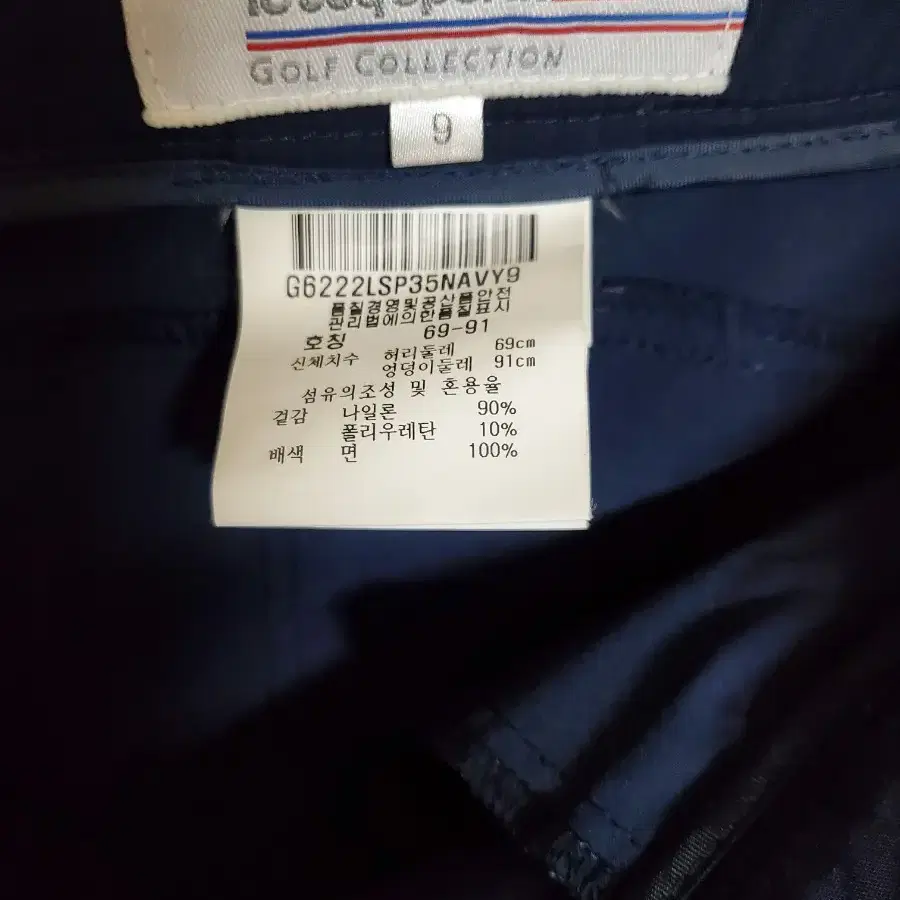 GOLF COLLECTION
9
G6222LSP35NAVY9
품질경영및공산품안전
관리법에의한품질표시
호칭 69-91
신체치수 허리둘레 69cm
엉덩이둘레 91cm
섬유의조성 및 혼용율
겉감 나일론 90%
폴리우레탄 10%
배색 면 100%